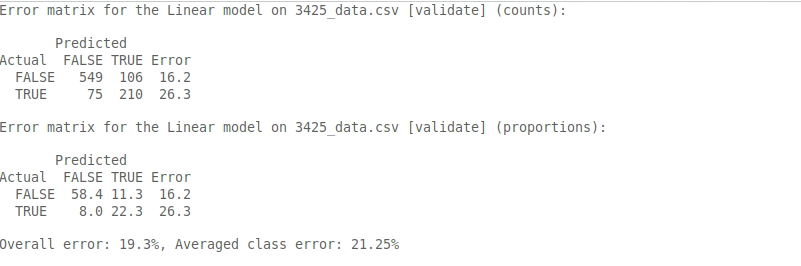 Error matrix for the Linear model on 3425_data.csv [validate] (counts):
Predicted
Actual FALSE TRUE Error
FALSE 549 106 16.2
TRUE 75 210 26.3
Error matrix for the Linear model on 3425_data.csv [validate] (proportions):
Predicted
Actual FALSE TRUE Error
FALSE 58.4 11.3 16.2
TRUE 8.0 22.3 26.3
Overall error: 19.3%, Averaged class error: 21.25%